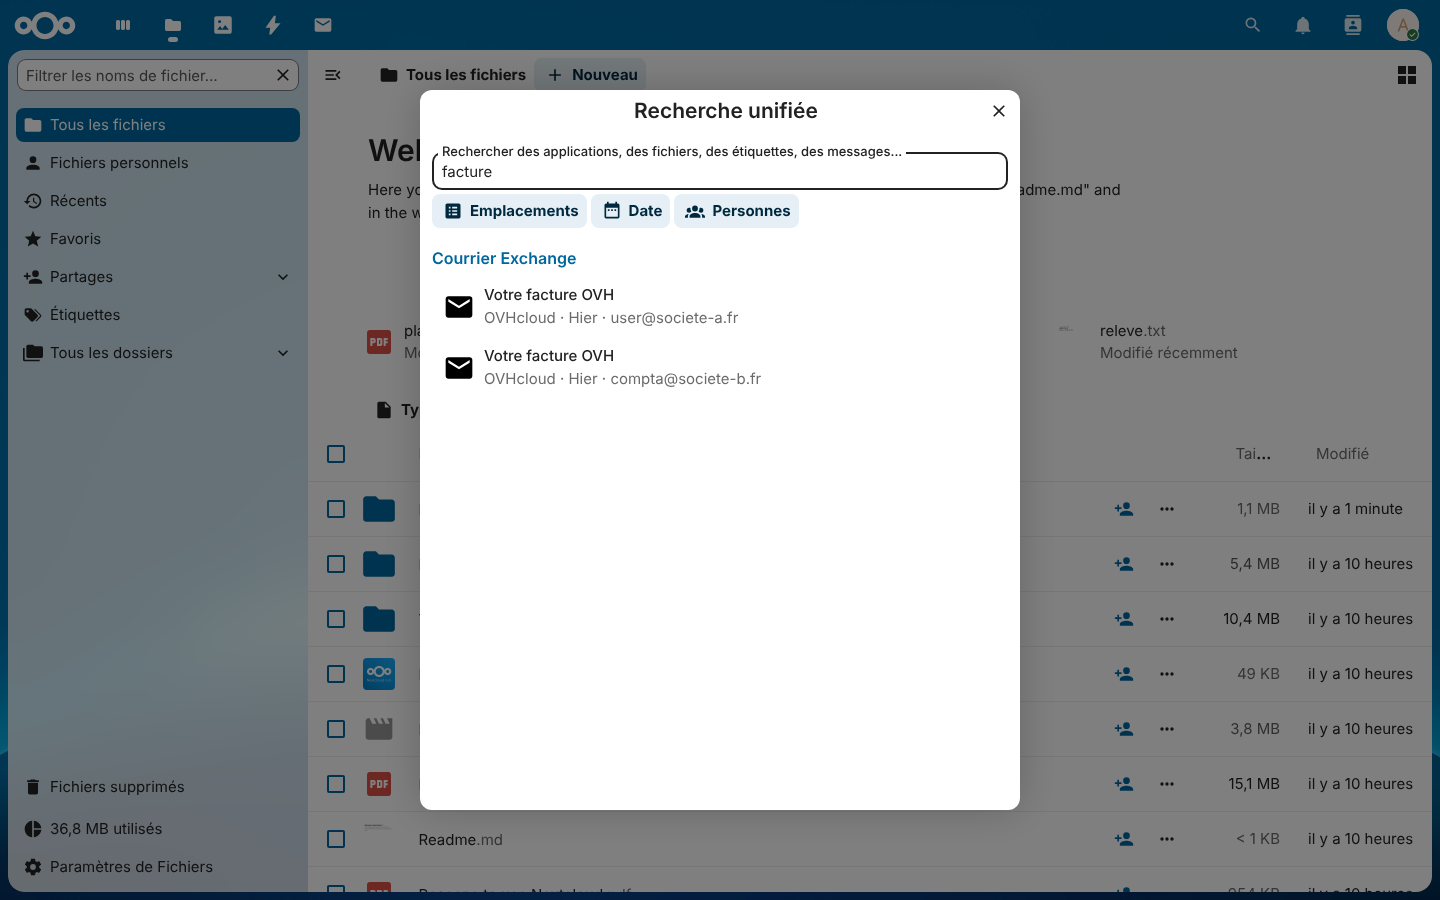 A
Filtrer les noms de fichier...
Tous les fichiers
Nouveau
Tous les fichiers
Fichiers personnels
Récents
Favoris
Partages
Étiquettes
Tous les dossiers
Fichiers supprimés
36,8 MB utilisés
Paramètres de Fichiers
Recherche unifiée
Rechercher des applications, des fichiers, des étiquettes, des messages...
facture
Emplacements
Date
Personnes
Courrier Exchange
Votre facture OVH
OVHcloud · Hier · user@societe-a.fr
Votre facture OVH
OVHcloud · Hier · compta@societe-b.fr
Here
and
in the
PDF
releve.txt
Modifié récemment
Tai...
Modifié
1,1 MB
il y a 1 minute
5,4 MB
il y a 10 heures
10,4 MB
il y a 10 heures
49 KB
il y a 10 heures
3,8 MB
il y a 10 heures
PDF
15,1 MB
il y a 10 heures
Readme.md
< 1 KB
il y a 10 heures